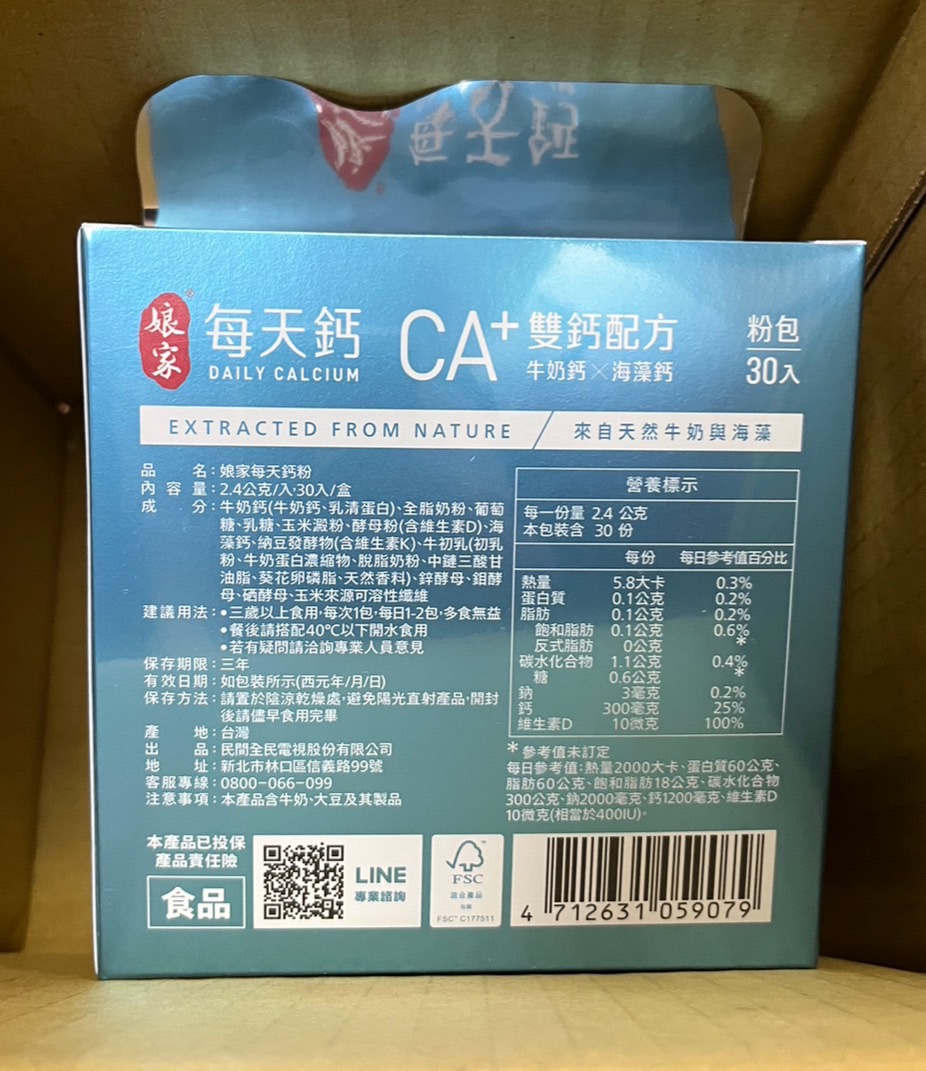 每天鈣
娘家
每天鈣
DAILY CALCIUM
CA+
雙鈣配方
牛奶鈣×海藻鈣
粉包
30入
EXTRACTED FROM NATURE / 來自天然牛奶與海藻
品名:娘家每天鈣粉
內容量:2.4公克/入,30入/盒
成分:牛奶鈣(牛奶鈣、乳清蛋白)、全脂奶粉、葡萄
糖、乳糖、玉米澱粉、酵母粉(含維生素D)、海
藻鈣、納豆發酵物(含維生素K)、牛初乳(初乳
粉、牛奶蛋白濃縮物、脫脂奶粉、中鏈三酸甘
油脂、葵花卵磷脂、天然香料)、鋅酵母、鉬酵
母、硒酵母、玉米來源可溶性纖維
建議用法:•三歲以上食用,每次1包,每日1-2包,多食無益
•餐後請搭配40℃以下開水食用
•若有疑問請洽詢專業人員意見
保存期限:三年
有效日期:如包裝所示(西元年/月/日)
保存方法:請置於陰涼乾燥處,避免陽光直射產品,開封
後請儘早食用完畢
產地:台灣
出品:民間全民電視股份有限公司
地址:新北市林口區信義路99號
客服專線:0800-066-099
注意事項:本產品含牛奶、大豆及其製品
營養標示
每一份量 2.4 公克
本包裝含 30 份
每份 每日參考值百分比
熱量 5.8大卡 0.3%
蛋白質 0.1公克 0.2%
脂肪 0.1公克 0.2%
飽和脂肪 0.1公克 0.6%
反式脂肪 0公克 *
碳水化合物 1.1公克 0.4%
糖 0.6公克 *
鈉 3毫克 0.2%
鈣 300毫克 25%
維生素D 10微克 100%
*參考值未訂定
每日參考值:熱量2000大卡、蛋白質60公克、
脂肪60公克、飽和脂肪18公克、碳水化合物
300公克、鈉2000毫克、鈣1200毫克、維生素D
10微克(相當於400IU)。
本產品已投保
產品責任險
食品
LINE
專業諮詢
FSC
混合產品
包裝
FSC™ C177511
4 712631 059079